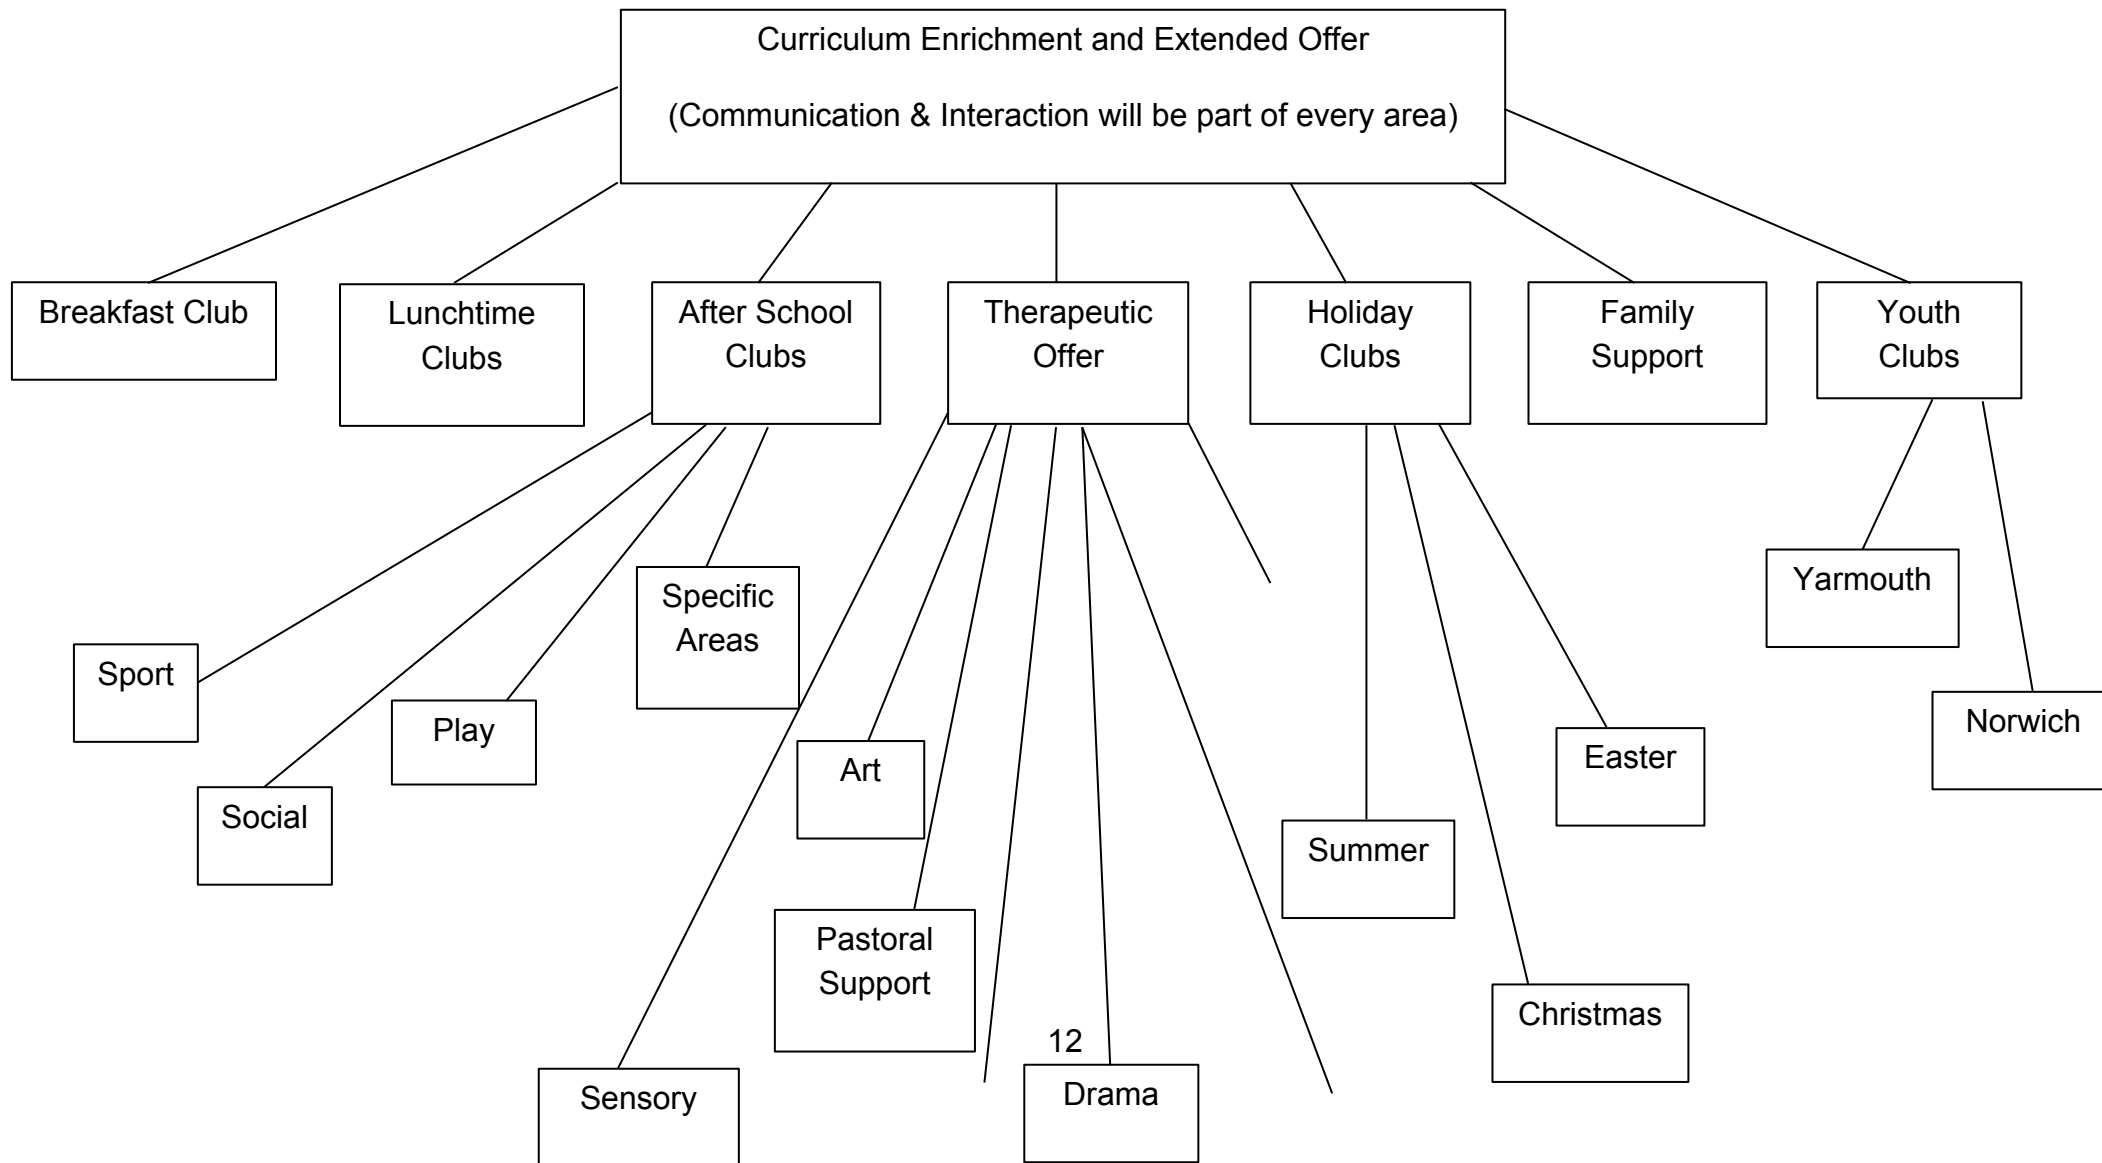 Curriculum Enrichment and Extended Offer
(Communication & Interaction will be part of every area)
Breakfast Club
Lunchtime
Clubs
After School
Clubs
Therapeutic
Offer
Holiday
Clubs
Family
Support
Youth
Clubs
Sport
Social
Play
Specific
Areas
Sensory
Art
Pastoral
Support
12
Drama
Summer
Christmas
Easter
Yarmouth
Norwich